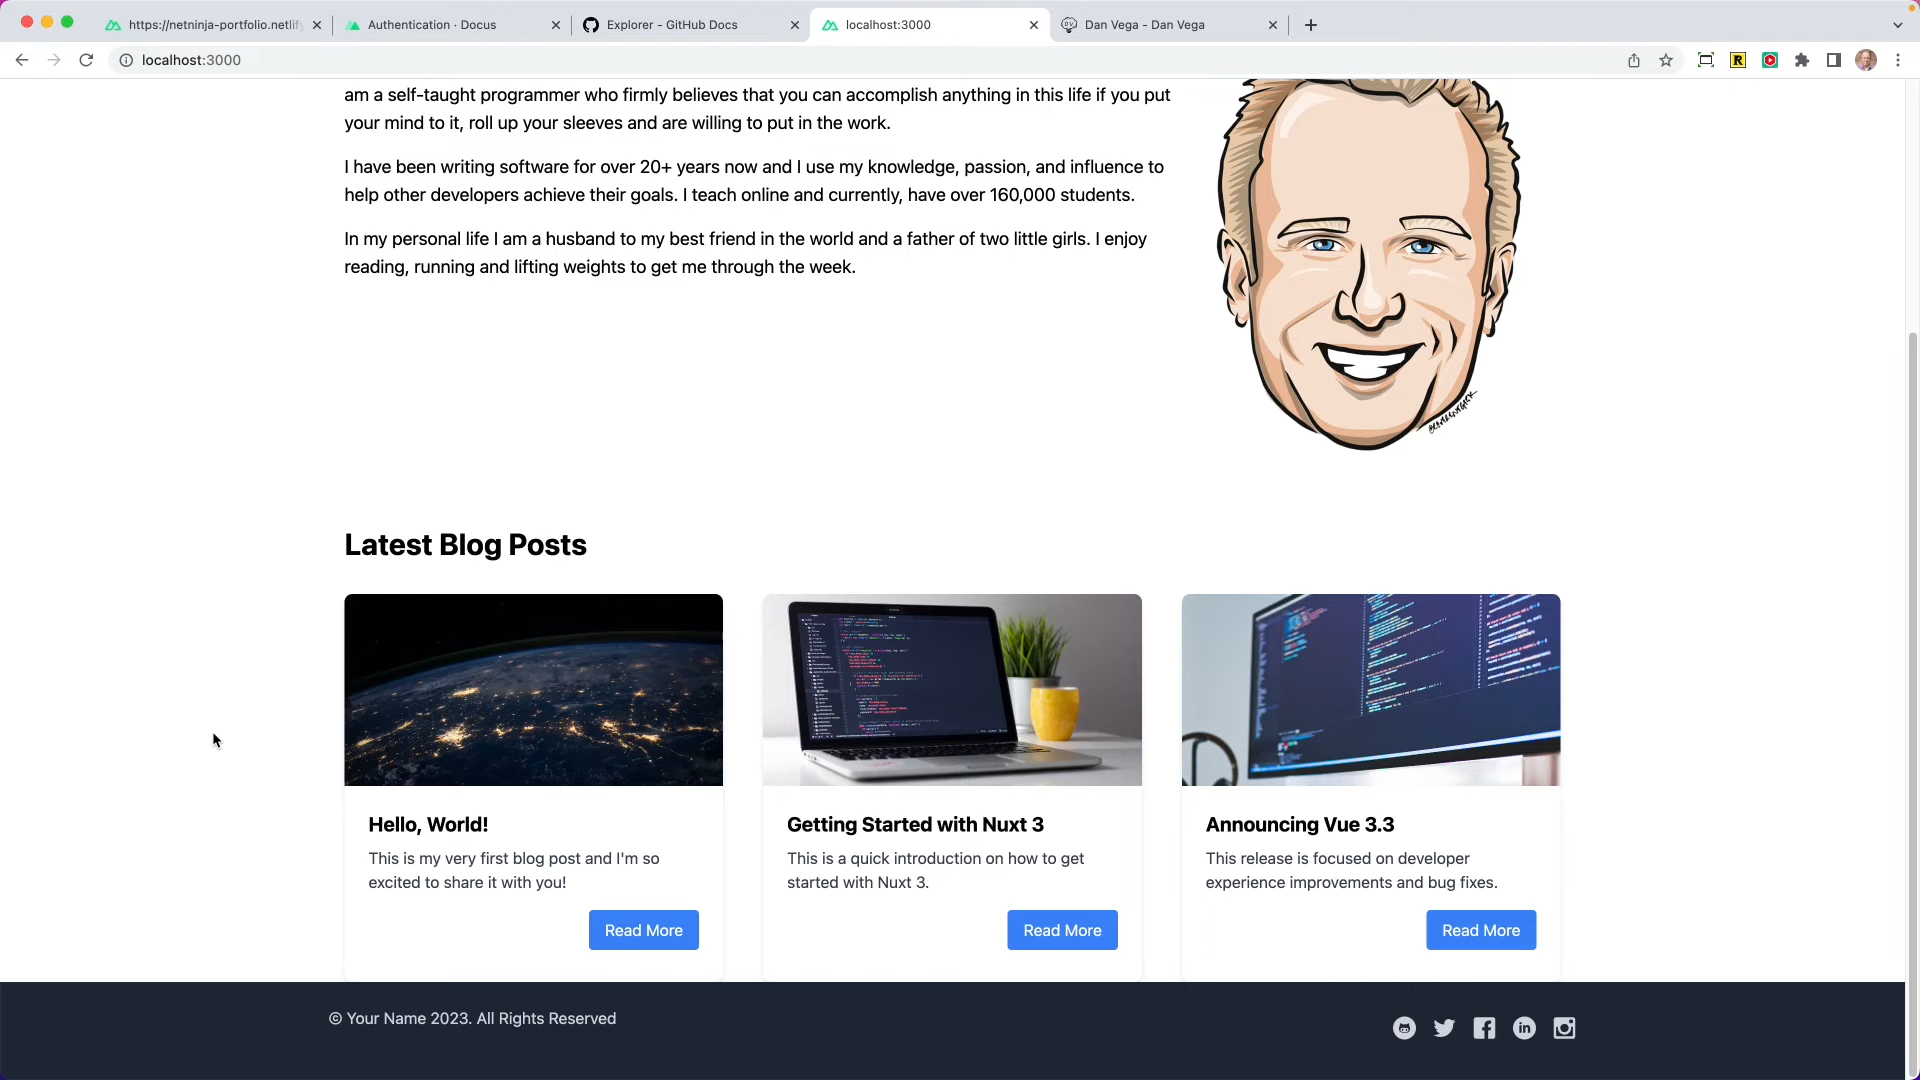 https://netninja-portfolio.netlify
Authentication · Docus
Explorer - GitHub Docs
localhost:3000
Dan Vega - Dan Vega
localhost:3000
am a self-taught programmer who firmly believes that you can accomplish anything in this life if you put
your mind to it, roll up your sleeves and are willing to put in the work.
I have been writing software for over 20+ years now and I use my knowledge, passion, and influence to
help other developers achieve their goals. I teach online and currently, have over 160,000 students.
In my personal life I am a husband to my best friend in the world and a father of two little girls. I enjoy
reading, running and lifting weights to get me through the week.
Latest Blog Posts
Hello, World!
This is my very first blog post and I'm so
excited to share it with you!
Read More
Getting Started with Nuxt 3
This is a quick introduction on how to get
started with Nuxt 3.
Read More
Announcing Vue 3.3
This release is focused on developer
experience improvements and bug fixes.
Read More
© Your Name 2023. All Rights Reserved